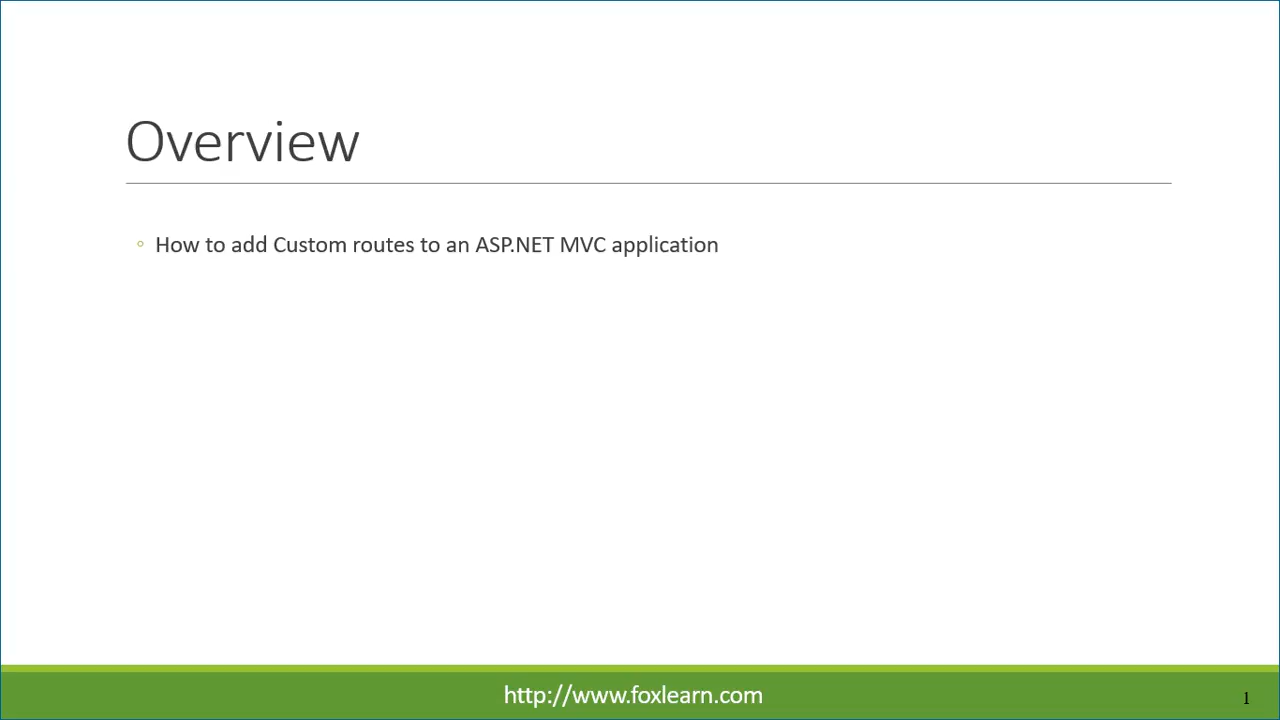 Overview
How to add Custom routes to an ASP.NET MVC application
http://www.foxlearn.com
1